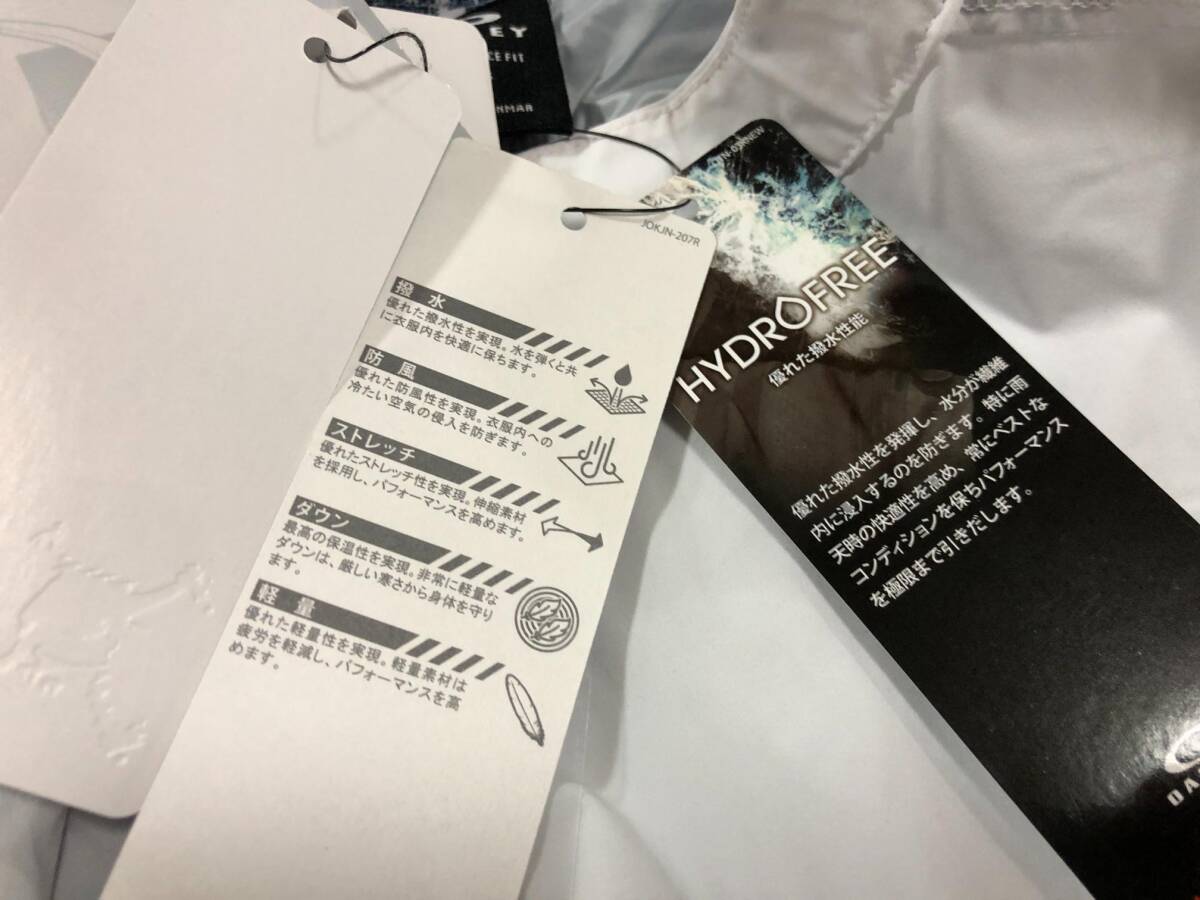 EY
CE FIT
NMAR
JOKJN-207R
撥 水
優れた撥水性を実現。水を弾くと共
に衣服内を快適に保ちます。
防 風
優れた防風性を実現。衣服内への
冷たい空気の侵入を防ぎます。
ストレッチ
優れたストレッチ性を実現。伸縮素材
を採用し、パフォーマンスを高めます。
ダウン
最高の保温性を実現。非常に軽量な
ダウンは、厳しい寒さから身体を守り
ます。
軽 量
優れた軽量性を実現。軽量素材は
疲労を軽減し、パフォーマンスを高
めます。
HYDROFREE
優れた撥水性能
優れた撥水性を発揮し、水分が繊維
内に浸入するのを防ぎます。特に雨
天時の快適性を高め、常にベストな
コンディションを保ちパフォーマンス
を極限まで引きだします。
OA